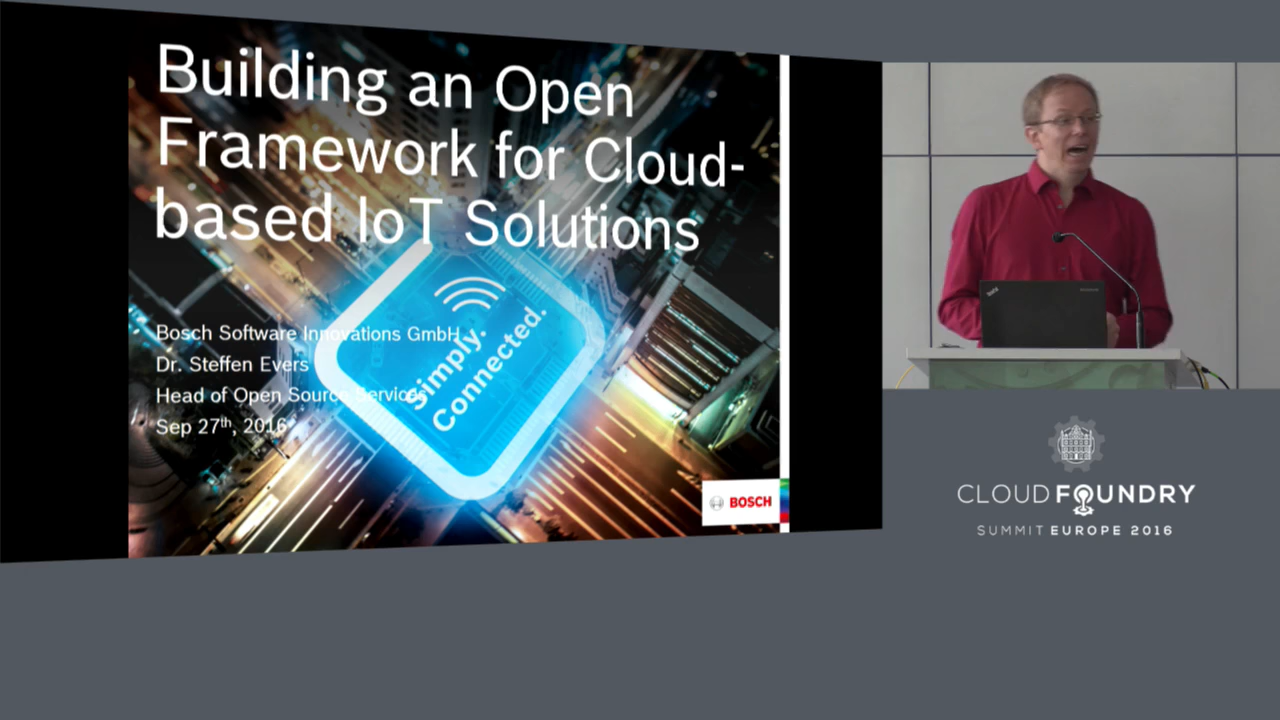 Building an Open
Framework for Cloud-
based IoT Solutions
Simply.
Connected.
Bosch Software Innovations GmbH
Dr. Steffen Evers
Head of Open Source Services
Sep 27th, 2016
BOSCH
CLOUD FOUNDRY
SUMMIT EUROPE 2016